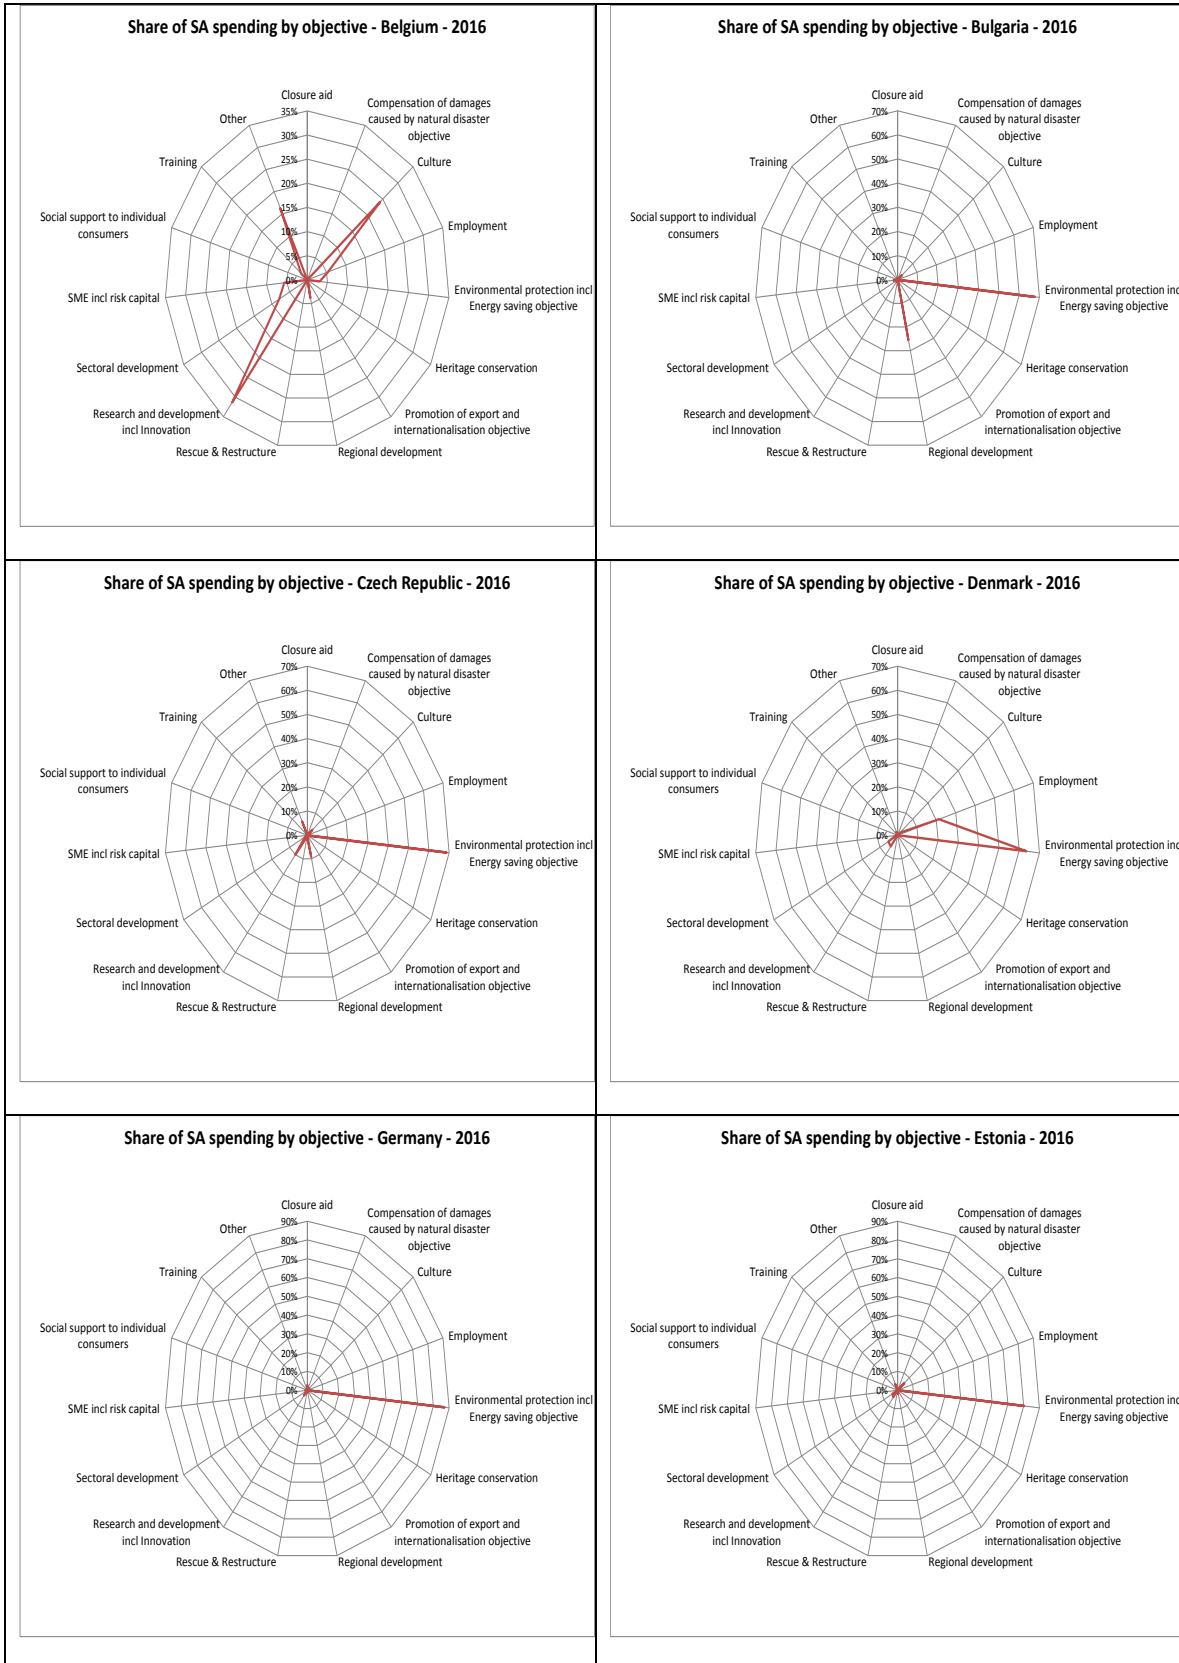 Share of SA spending by objective - Belgium - 2016
Closure aid
Compensation of damages
caused by natural disaster
objective
Culture
Employment
Environmental protection incl
Energy saving objective
Heritage conservation
Promotion of export and
internationalisation objective
Regional development
Rescue & Restructure
Research and development
incl Innovation
Sectoral development
SME incl risk capital
Social support to individual
consumers
Training
Other
35%
30%
25%
20%
15%
10%
5%
0%
Share of SA spending by objective - Bulgaria - 2016
Closure aid
Compensation of damages
caused by natural disaster
objective
Culture
Employment
Environmental protection incl
Energy saving objective
Heritage conservation
Promotion of export and
internationalisation objective
Regional development
Rescue & Restructure
Research and development
incl Innovation
Sectoral development
SME incl risk capital
Social support to individual
consumers
Training
Other
70%
60%
50%
40%
30%
20%
10%
0%
Share of SA spending by objective - Czech Republic - 2016
Closure aid
Compensation of damages
caused by natural disaster
objective
Culture
Employment
Environmental protection incl
Energy saving objective
Heritage conservation
Promotion of export and
internationalisation objective
Regional development
Rescue & Restructure
Research and development
incl Innovation
Sectoral development
SME incl risk capital
Social support to individual
consumers
Training
Other
70%
60%
50%
40%
30%
20%
10%
0%
Share of SA spending by objective - Denmark - 2016
Closure aid
Compensation of damages
caused by natural disaster
objective
Culture
Employment
Environmental protection incl
Energy saving objective
Heritage conservation
Promotion of export and
internationalisation objective
Regional development
Rescue & Restructure
Research and development
incl Innovation
Sectoral development
SME incl risk capital
Social support to individual
consumers
Training
Other
70%
60%
50%
40%
30%
20%
10%
0%
Share of SA spending by objective - Germany - 2016
Closure aid
Compensation of damages
caused by natural disaster
objective
Culture
Employment
Environmental protection incl
Energy saving objective
Heritage conservation
Promotion of export and
internationalisation objective
Regional development
Rescue & Restructure
Research and development
incl Innovation
Sectoral development
SME incl risk capital
Social support to individual
consumers
Training
Other
90%
80%
70%
60%
50%
40%
30%
20%
10%
0%
Share of SA spending by objective - Estonia - 2016
Closure aid
Compensation of damages
caused by natural disaster
objective
Culture
Employment
Environmental protection incl
Energy saving objective
Heritage conservation
Promotion of export and
internationalisation objective
Regional development
Rescue & Restructure
Research and development
incl Innovation
Sectoral development
SME incl risk capital
Social support to individual
consumers
Training
Other
90%
80%
70%
60%
50%
40%
30%
20%
10%
0%